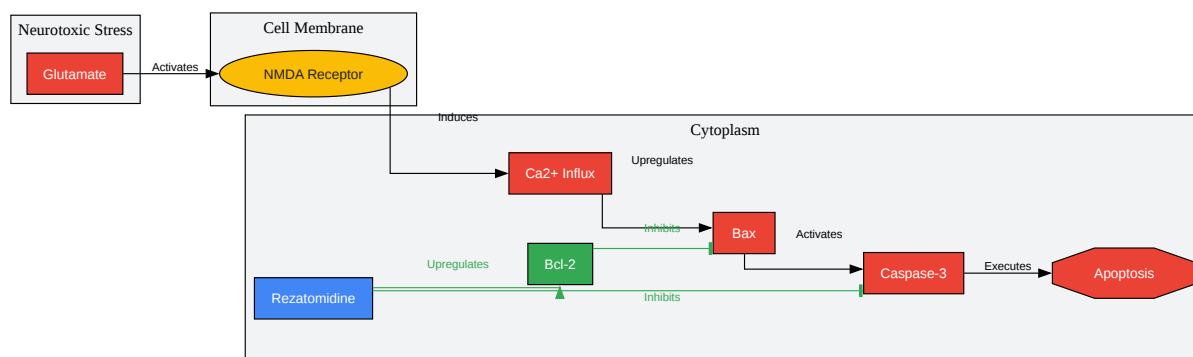 Neurotoxic Stress
Cell Membrane
Glutamate
Activates
NMDA Receptor
Induces
Cytoplasm
Ca2+ Influx
Upregulates
Inhibits
Bax
Activates
Upregulates
Bcl-2
Caspase-3
Executes
Apoptosis
Rezatomidine
Inhibits